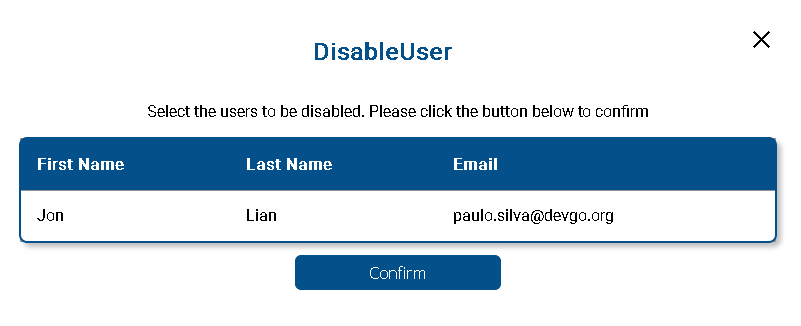 DisableUser
Select the users to be disabled. Please click the button below to confirm
First Name Last Name Email
Jon Lian paulo.silva@devgo.org
Confirm